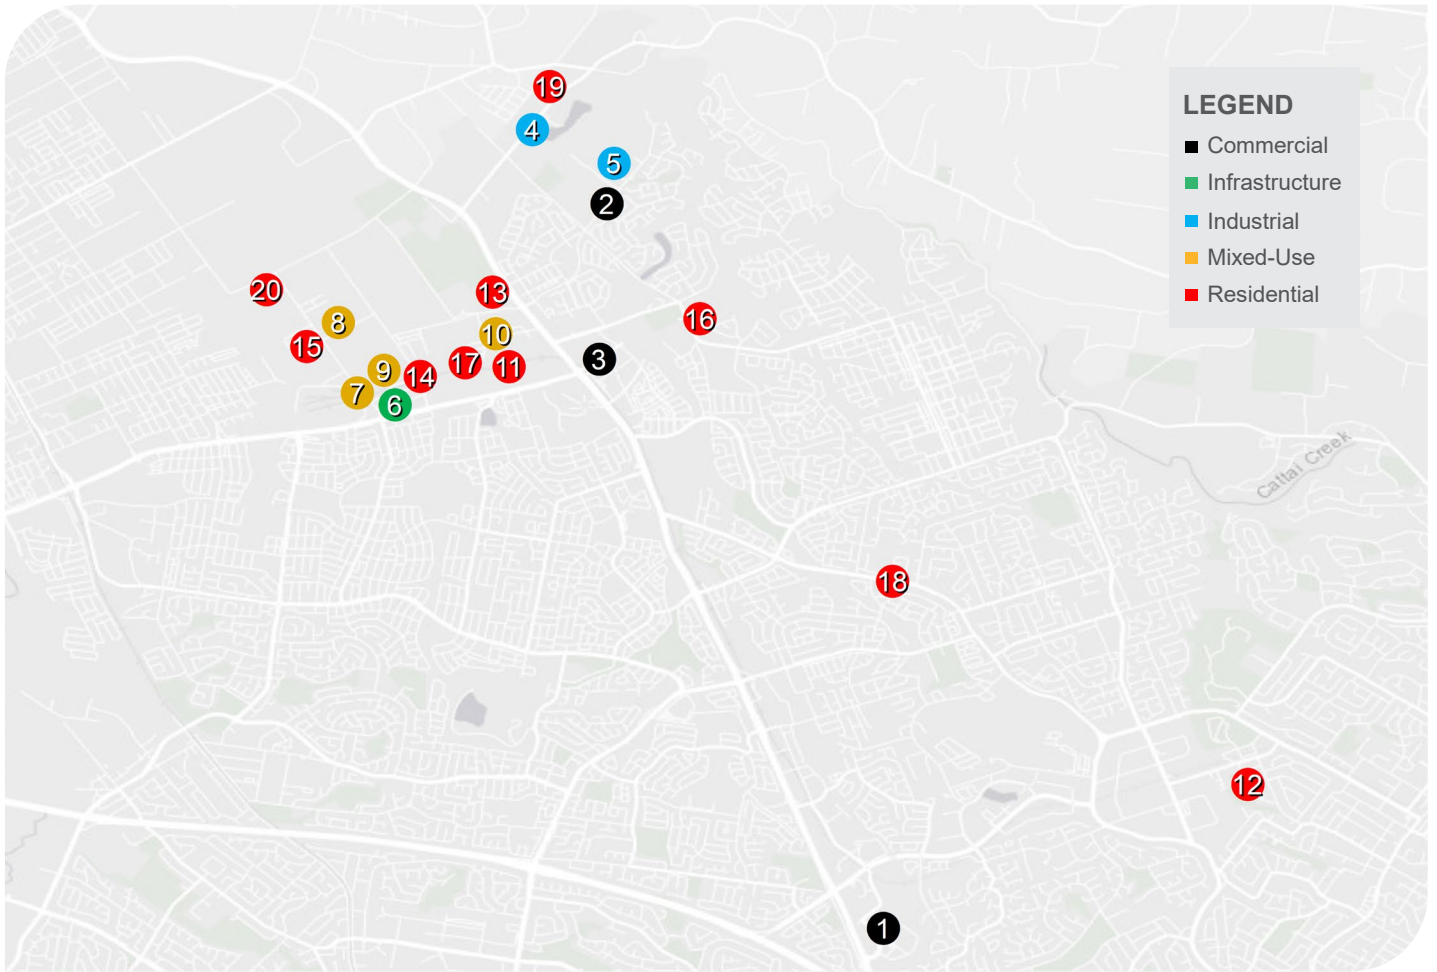 19
4
5
2
LEGEND
Commercial
Infrastructure
Industrial
Mixed-Use
Residential
20
13
8
16
10
15
3
17
11
9
14
7
6
Cattai Creek
18
12
1